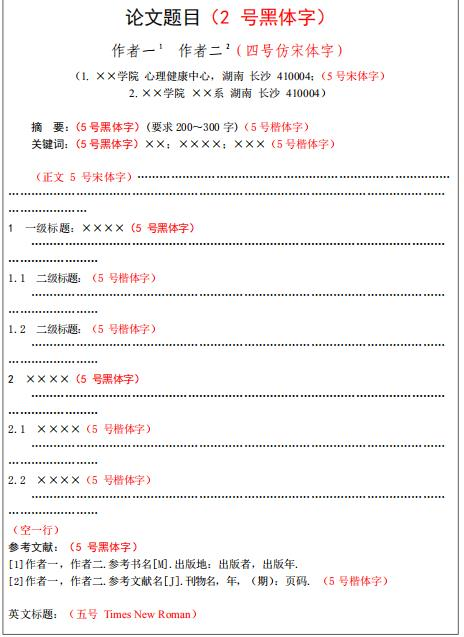 论文题目（2 号黑体字）
作者一¹ 作者二²（四号仿宋体字）
（1. ××学院 心理健康中心，湖南 长沙 410004；（5号宋体字）
2.××学院 ××系 湖南 长沙 410004）
摘 要：（5号黑体字）(要求 200～300 字)（5号楷体字）
关键词：（5号黑体字）××；××××；×××（5号楷体字）
（正文 5 号宋体字）……………………………………………………………………
……………………………………………………………………………………………
…………………
1 一级标题：××××（5 号黑体字）
………………………………………………………………………………………
……………………
1.1 二级标题：（5 号楷体字）
………………………………………………………………………………………
……………………
1.2 二级标题：（5 号楷体字）
………………………………………………………………………………………
……………………
2 ××××（5 号黑体字）
………………………………………………………………………………………
……………………
2.1 ××××（5 号楷体字）
………………………………………………………………………………………
……………………
2.2 ××××（5 号楷体字）
………………………………………………………………………………………
……………………
（空一行）
参考文献：（5 号黑体字）
[1]作者一，作者二.参考书名[M].出版地：出版者，出版年.
[2]作者一，作者二.参考文献名[J].刊物名，年，（期）：页码. （5 号楷体字）
英文标题：（五号 Times New Roman）